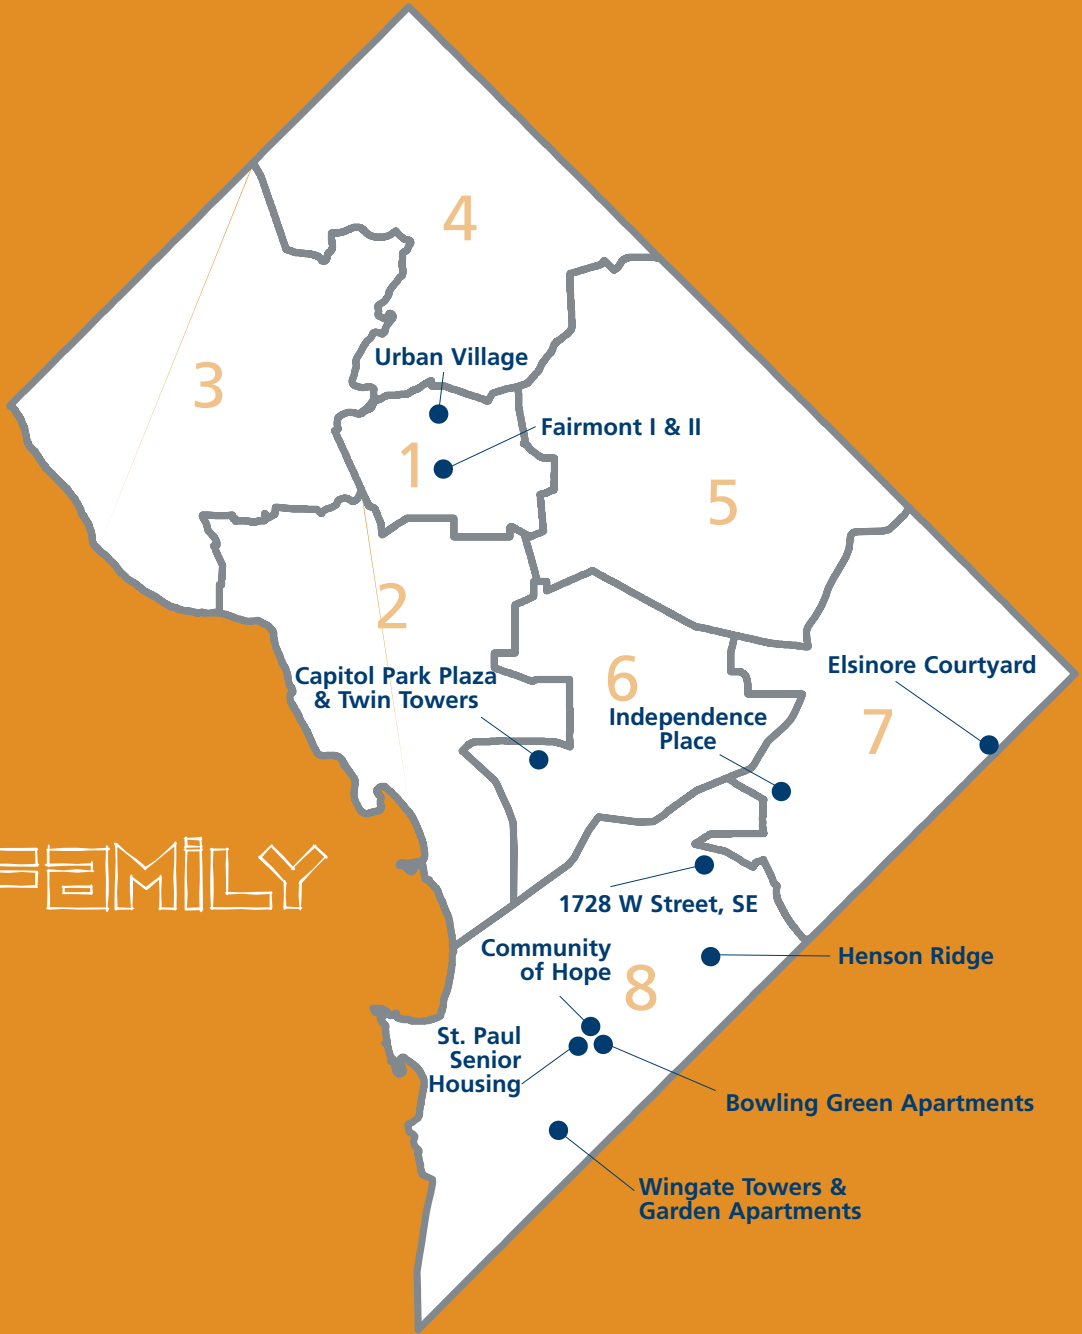 4
Urban Village
3
Fairmont I & II
1
5
2
Capitol Park Plaza
& Twin Towers
6
Elsinore Courtyard
Independence
Place
7
FAMiLY
1728 W Street, SE
Community
of Hope
8
Henson Ridge
St. Paul
Senior
Housing
Bowling Green Apartments
Wingate Towers &
Garden Apartments